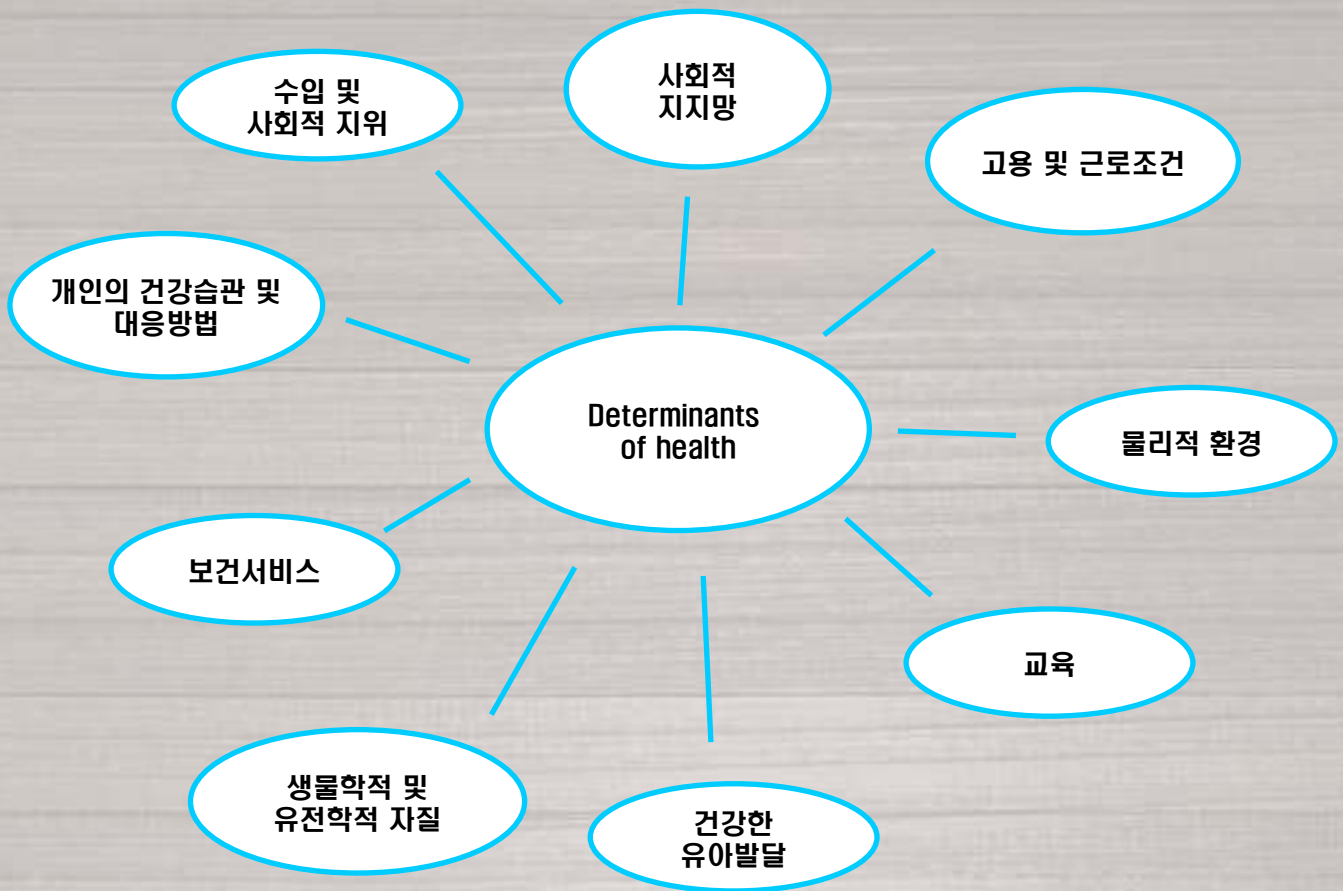 사회적
지지망
수입 및
사회적 지위
고용 및 근로조건
개인의 건강습관 및
대응방법
Determinants
of health
물리적 환경
보건서비스
교육
생물학적 및
유전학적 자질
건강한
유아발달